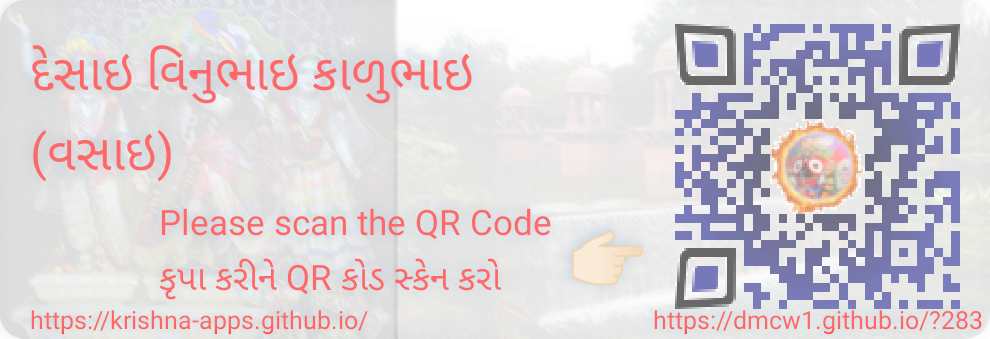 દેસાઇ વિનુભાઇ કાળુભાઇ
(વસાઇ)
Please scan the QR Code
કૃપા કરીને QR કોડ સ્કેન કરો
https://krishna-apps.github.io/
https://dmcw1.github.io/?283